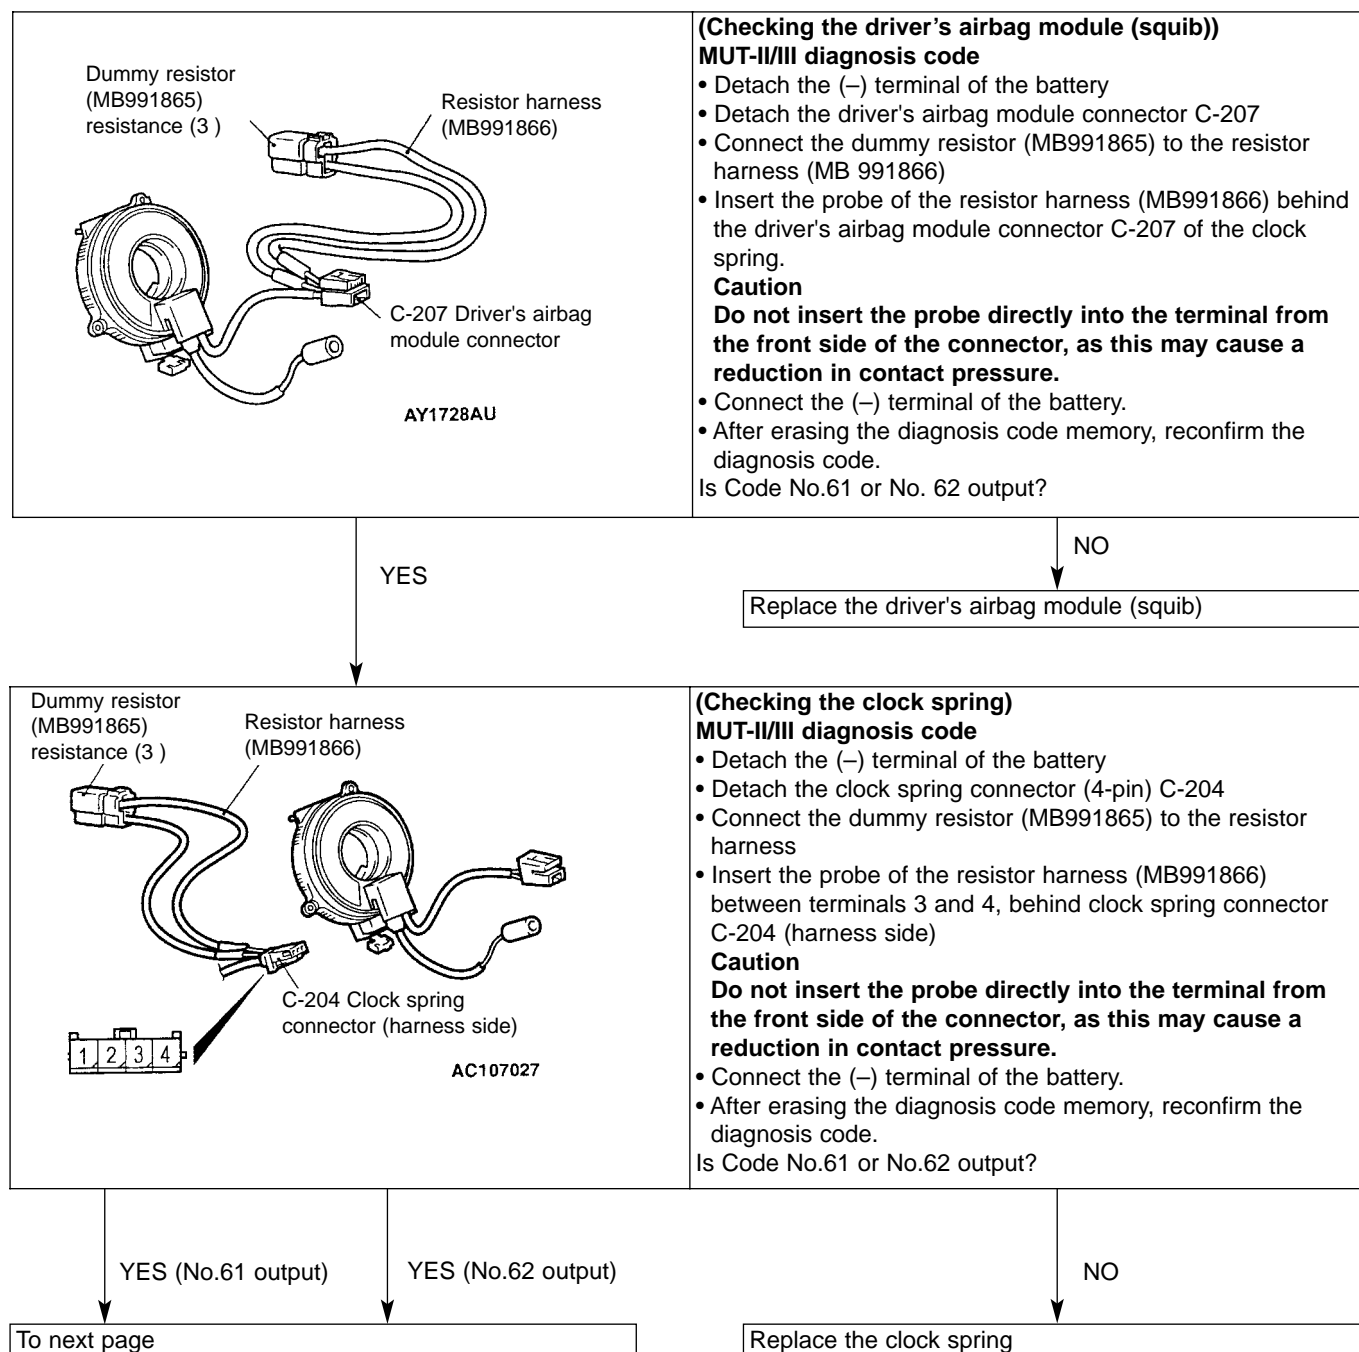 Dummy resistor
(MB991865)
resistance (3 )
Resistor harness
(MB991866)
C-207 Driver's airbag
module connector
AY1728AU
(Checking the driver’s airbag module (squib))
MUT-II/III diagnosis code
• Detach the (–) terminal of the battery
• Detach the driver's airbag module connector C-207
• Connect the dummy resistor (MB991865) to the resistor
harness (MB 991866)
• Insert the probe of the resistor harness (MB991866) behind
the driver's airbag module connector C-207 of the clock
spring.
Caution
Do not insert the probe directly into the terminal from
the front side of the connector, as this may cause a
reduction in contact pressure.
• Connect the (–) terminal of the battery.
• After erasing the diagnosis code memory, reconfirm the
diagnosis code.
Is Code No.61 or No. 62 output?
YES
NO
Replace the driver's airbag module (squib)
Dummy resistor
(MB991865)
resistance (3 )
Resistor harness
(MB991866)
C-204 Clock spring
connector (harness side)
1 2 3 4
AC107027
(Checking the clock spring)
MUT-II/III diagnosis code
• Detach the (–) terminal of the battery
• Detach the clock spring connector (4-pin) C-204
• Connect the dummy resistor (MB991865) to the resistor
harness
• Insert the probe of the resistor harness (MB991866)
between terminals 3 and 4, behind clock spring connector
C-204 (harness side)
Caution
Do not insert the probe directly into the terminal from
the front side of the connector, as this may cause a
reduction in contact pressure.
• Connect the (–) terminal of the battery.
• After erasing the diagnosis code memory, reconfirm the
diagnosis code.
Is Code No.61 or No.62 output?
YES (No.61 output)
YES (No.62 output)
NO
To next page
Replace the clock spring